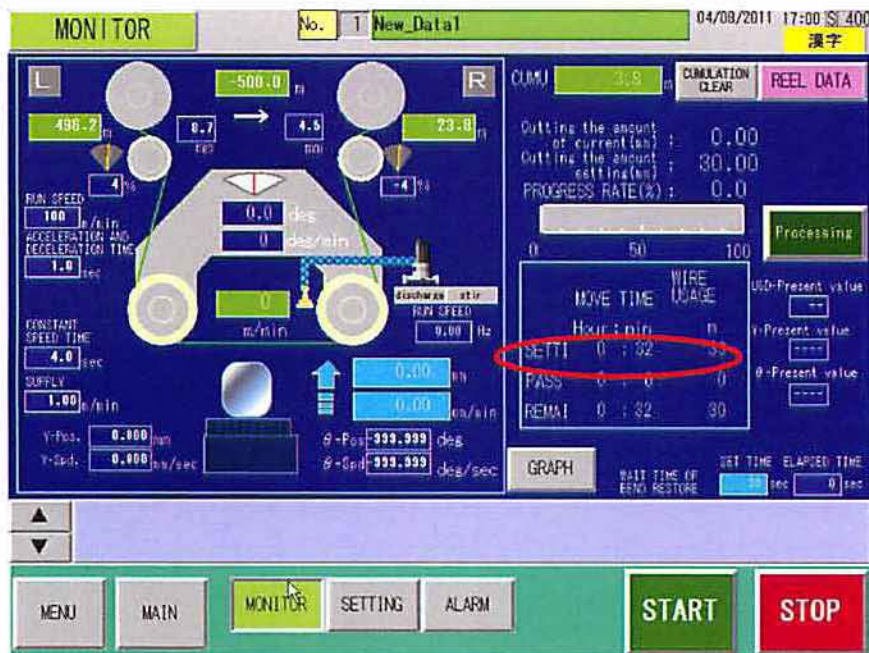 MONITOR
No. 1 New_Data1
04/08/2011 17:00 S 400
漢字
L
-500.0 m
R
CUMU 3.8 m
CUMULATION CLEAR
REEL DATA
496.2 m
8.7
4.5
23.8 m
4 %
-4 %
Cutting the amount of current(mm) : 0.00
Cutting the amount setting(mm) : 30.00
PROGRESS RATE(%) : 0.0
0 50 100
Processing
RUN SPEED
100 m/min
ACCELERATION AND DECELERATION TIME
1.0 sec
0.0 deg
0 deg/min
discharge stir
RUN SPEED
0.00 Hz
0
m/min
CONSTANT SPEED TIME
4.0 sec
SUPPLY
1.00 m/min
0.00 mm
0.00 mm/min
Y-Pos. 0.000 mm
Y-Spd. 0.000 mm/sec
θ-Pos 999.999 deg
θ-Spd 999.999 deg/sec
MOVE TIME
WIRE USAGE
Hour : min
m
SETTI 0 : 32
PASS 0 : 0 0
REMAI 0 : 32 30
U&D-Present value
--
Y-Present value
----
θ-Present value
----
GRAPH
WAIT TIME OF BEND RESTORE
SET TIME
sec
ELAPSED TIME
0 sec
MENU
MAIN
MONITOR
SETTING
ALARM
START
STOP